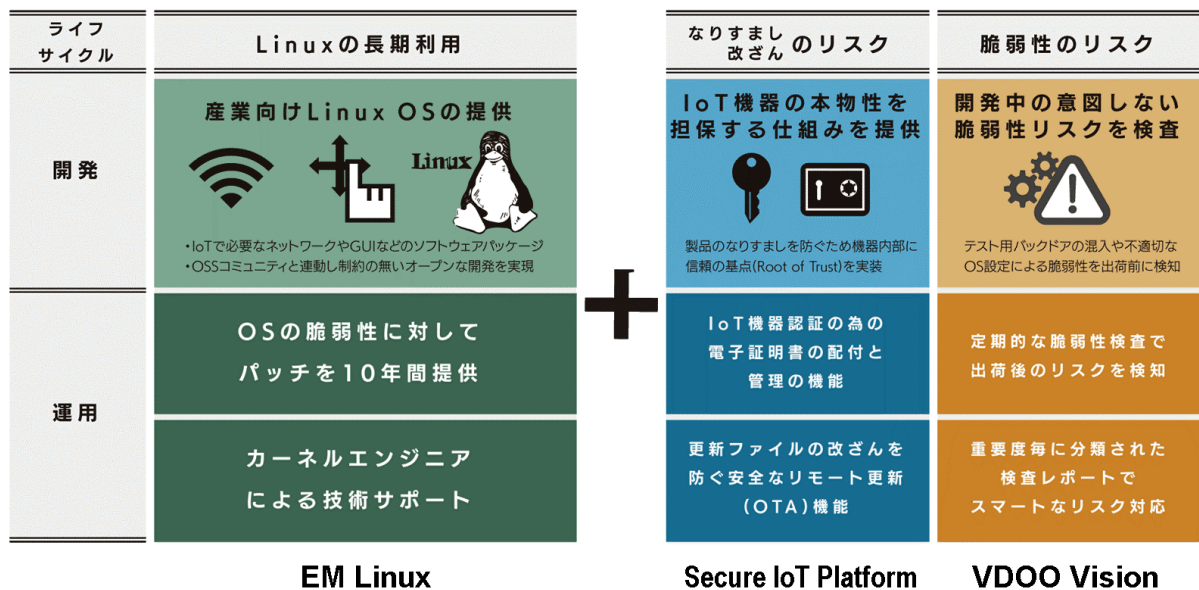 ライフ
サイクル
Linuxの長期利用
なりすまし
改ざん
のリスク
脆弱性のリスク
開発
産業向けLinux OSの提供
Linux
・IoTで必要なネットワークやGUIなどのソフトウェアパッケージ
・OSSコミュニティと連動し制約の無いオープンな開発を実現
IoT機器の本物性を
担保する仕組みを提供
製品のなりすましを防ぐため機器内部に
信頼の基点(Root of Trust)を実装
開発中の意図しない
脆弱性リスクを検査
テスト用バックドアの混入や不適切な
OS設定による脆弱性を出荷前に検知
運用
OSの脆弱性に対して
パッチを10年間提供
IoT機器認証の為の
電子証明書の配付と
管理の機能
定期的な脆弱性検査で
出荷後のリスクを検知
カーネルエンジニア
による技術サポート
更新ファイルの改ざんを
防ぐ安全なリモート更新
(OTA)機能
重要度毎に分類された
検査レポートで
スマートなリスク対応
EM Linux
Secure IoT Platform
VDOO Vision